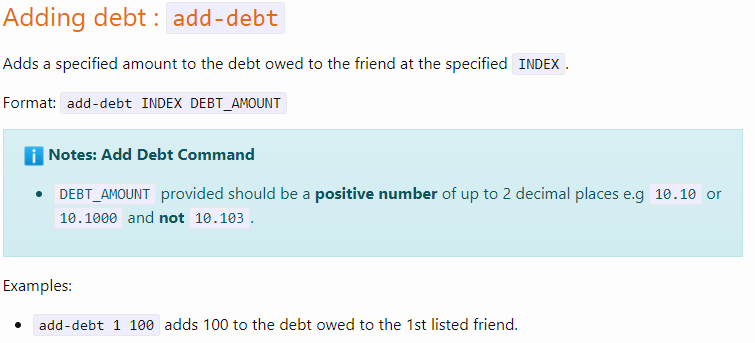 Adding debt : add-debt
Adds a specified amount to the debt owed to the friend at the specified INDEX.
Format: add-debt INDEX DEBT_AMOUNT
Notes: Add Debt Command
• DEBT_AMOUNT provided should be a positive number of up to 2 decimal places e.g 10.10 or
10.1000 and not 10.103.
Examples:
• add-debt 1 100 adds 100 to the debt owed to the 1st listed friend.